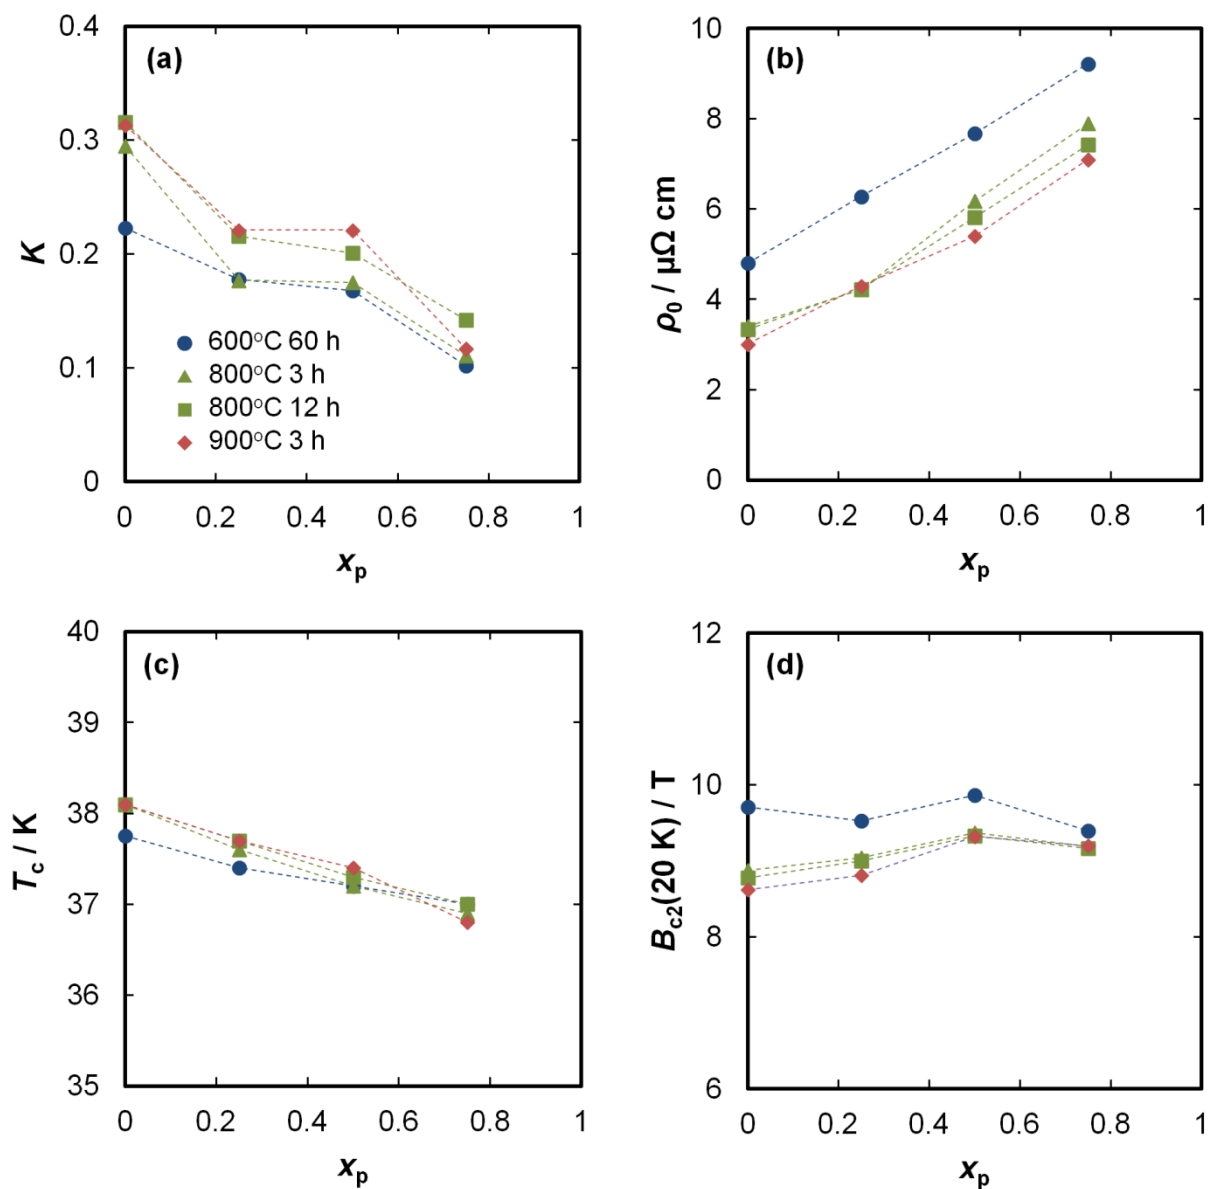 (a)
0.4
0.3
0.2
0.1
0
K
600°C 60 h
800°C 3 h
800°C 12 h
900°C 3 h
0 0.2 0.4 0.6 0.8 1
xp
(b)
10
8
6
4
2
0
ρ0 / μΩ cm
0 0.2 0.4 0.6 0.8 1
xp
(c)
40
39
38
37
36
35
Tc / K
0 0.2 0.4 0.6 0.8 1
xp
(d)
12
10
8
6
Bc2(20 K) / T
0 0.2 0.4 0.6 0.8 1
xp